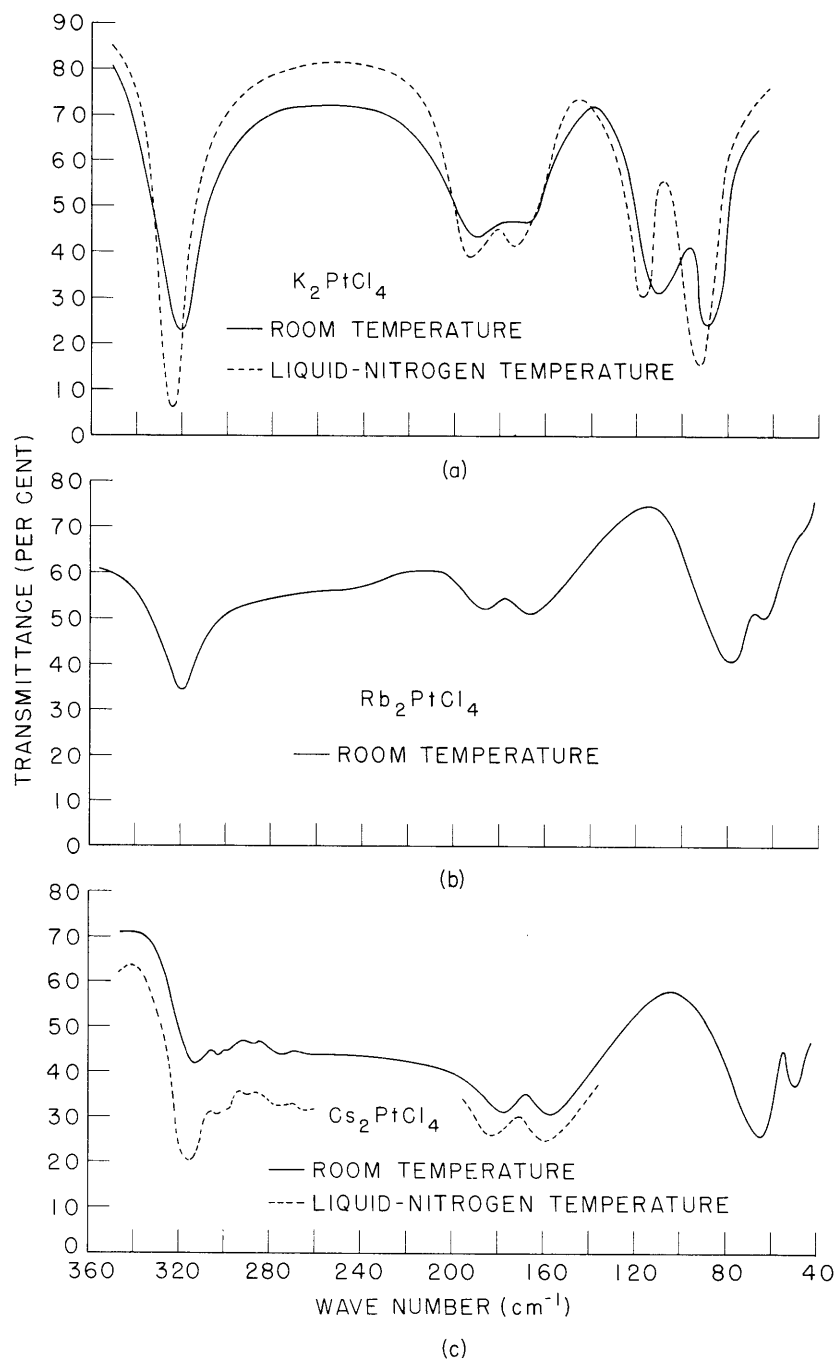 TRANSMITTANCE (PER CENT)
90
80
70
60
50
40
30
20
10
0
K2PtCl4
ROOM TEMPERATURE
LIQUID-NITROGEN TEMPERATURE
(a)
80
70
60
50
40
30
20
10
0
Rb2PtCl4
ROOM TEMPERATURE
(b)
80
70
60
50
40
30
20
10
0
Cs2PtCl4
ROOM TEMPERATURE
LIQUID-NITROGEN TEMPERATURE
360 320 280 240 200 160 120 80 40
WAVE NUMBER (cm⁻¹)
(c)